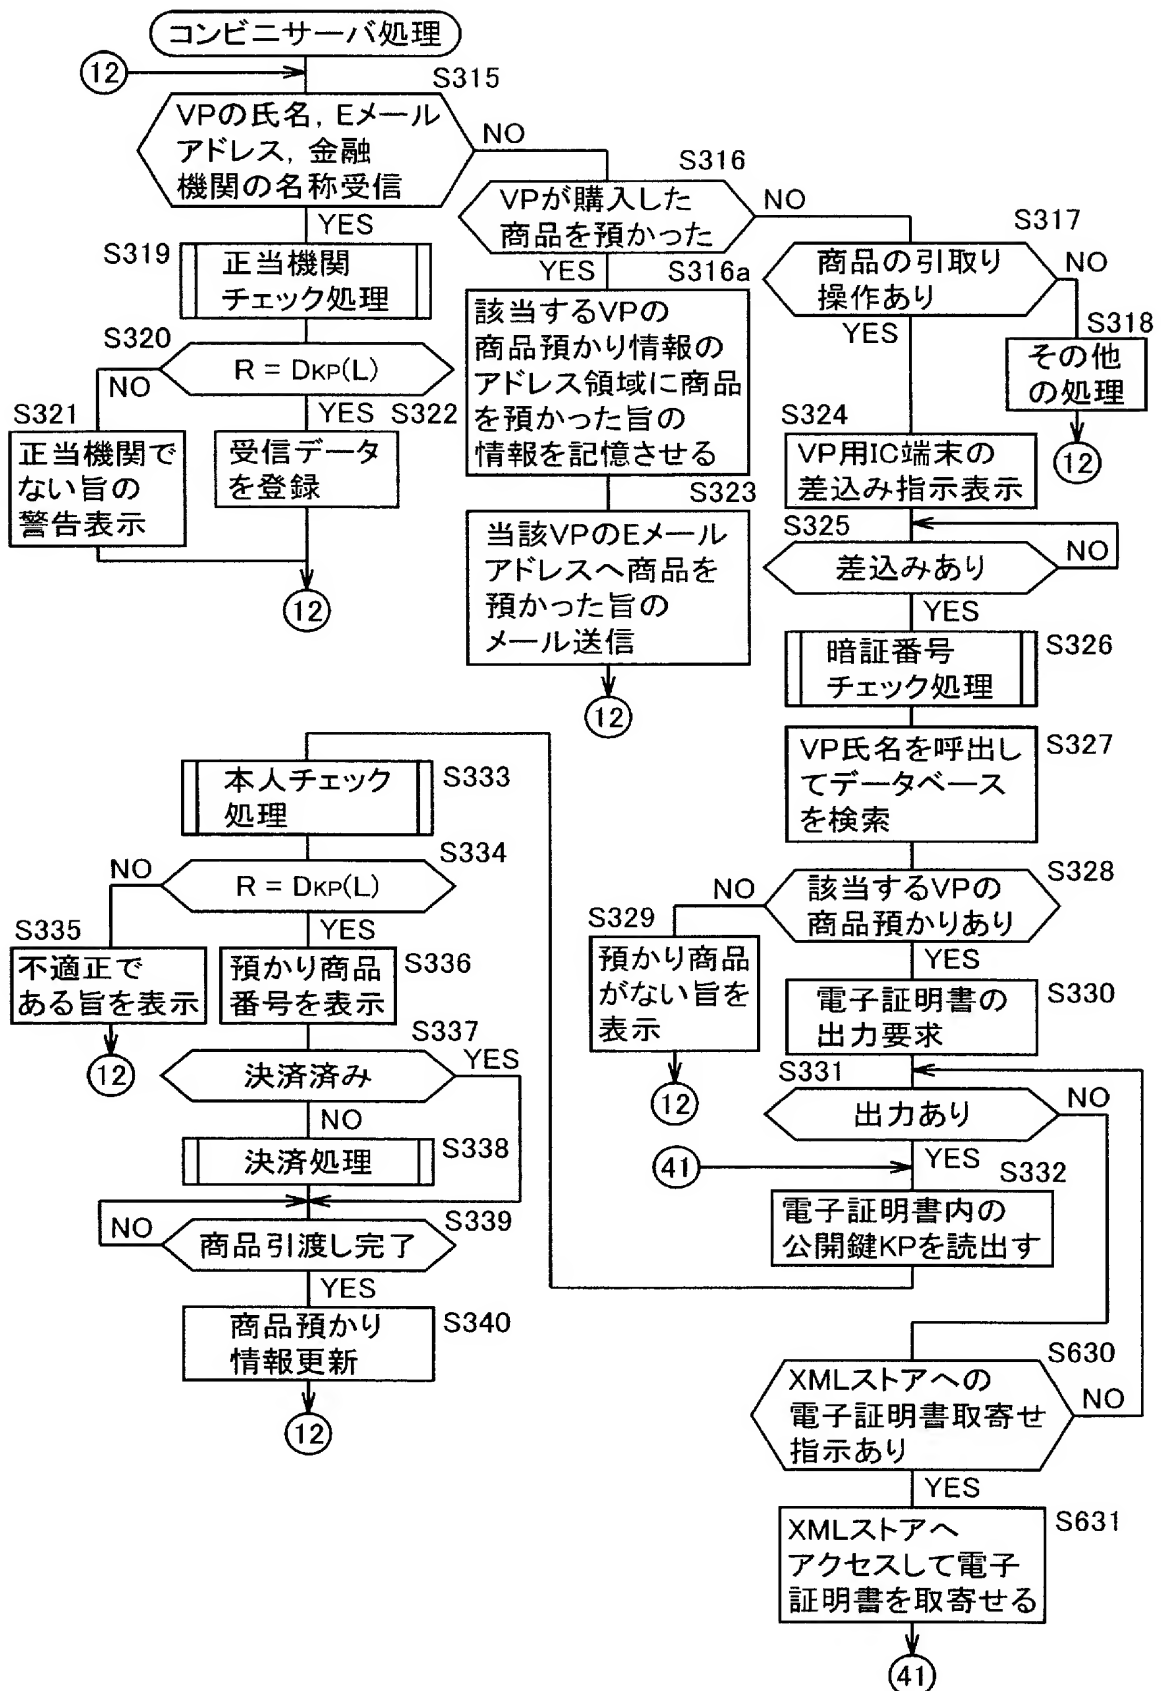 コンビニサーバ処理
12
S315
VPの氏名, Eメール
アドレス, 金融
機関の名称受信
NO
YES
S319
正当機関
チェック処理
S320
R = DKP(L)
NO
YES
S321
正当機関で
ない旨の
警告表示
S322
受信データ
を登録
12
S316
VPが購入した
商品を預かった
NO
YES
S316a
該当するVPの
商品預かり情報の
アドレス領域に商品
を預かった旨の
情報を記憶させる
S323
当該VPのEメール
アドレスへ商品を
預かった旨の
メール送信
12
S317
商品の引取り
操作あり
NO
YES
S318
その他
の処理
12
S324
VP用IC端末の
差込み指示表示
S325
差込みあり
NO
YES
S326
暗証番号
チェック処理
S327
VP氏名を呼出し
てデータベース
を検索
S328
該当するVPの
商品預かりあり
NO
YES
S329
預かり商品
がない旨を
表示
12
S330
電子証明書の
出力要求
S331
出力あり
NO
YES
41
S332
電子証明書内の
公開鍵KPを読出す
S333
本人チェック
処理
S334
R = DKP(L)
NO
YES
S335
不適正で
ある旨を表示
12
S336
預かり商品
番号を表示
S337
決済済み
YES
NO
S338
決済処理
S339
商品引渡し完了
NO
YES
S340
商品預かり
情報更新
12
S630
XMLストアへの
電子証明書取寄せ
指示あり
NO
YES
S631
XMLストアへ
アクセスして電子
証明書を取寄せる
41